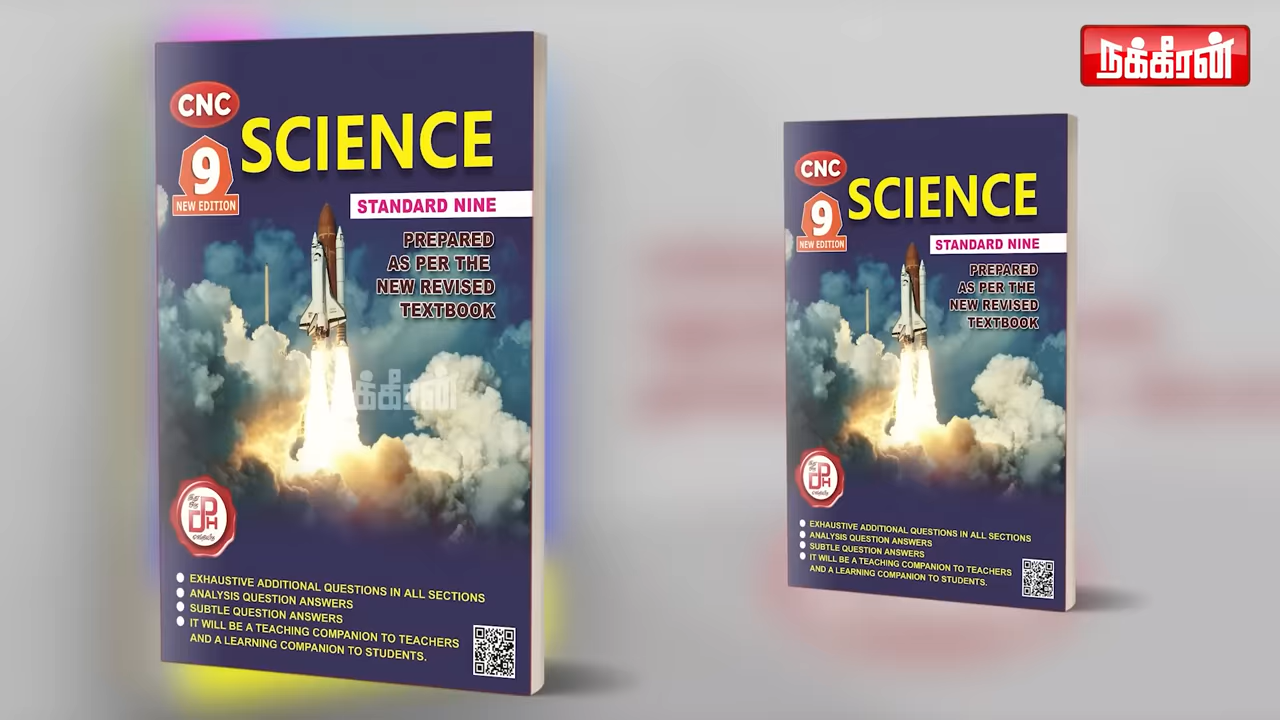 CNC
SCIENCE
9
NEW EDITION
STANDARD NINE
PREPARED
AS PER THE
NEW REVISED
TEXTBOOK
க்கீரன்
DPH
EXHAUSTIVE ADDITIONAL QUESTIONS IN ALL SECTIONS
ANALYSIS QUESTION ANSWERS
SUBTLE QUESTION ANSWERS
IT WILL BE A TEACHING COMPANION TO TEACHERS
AND A LEARNING COMPANION TO STUDENTS.
நக்கீரன்
CNC
SCIENCE
9
NEW EDITION
STANDARD NINE
PREPARED
AS PER THE
NEW REVISED
TEXTBOOK
DPH
EXHAUSTIVE ADDITIONAL QUESTIONS IN ALL SECTIONS
ANALYSIS QUESTION ANSWERS
SUBTLE QUESTION ANSWERS
IT WILL BE A TEACHING COMPANION TO TEACHERS
AND A LEARNING COMPANION TO STUDENTS.